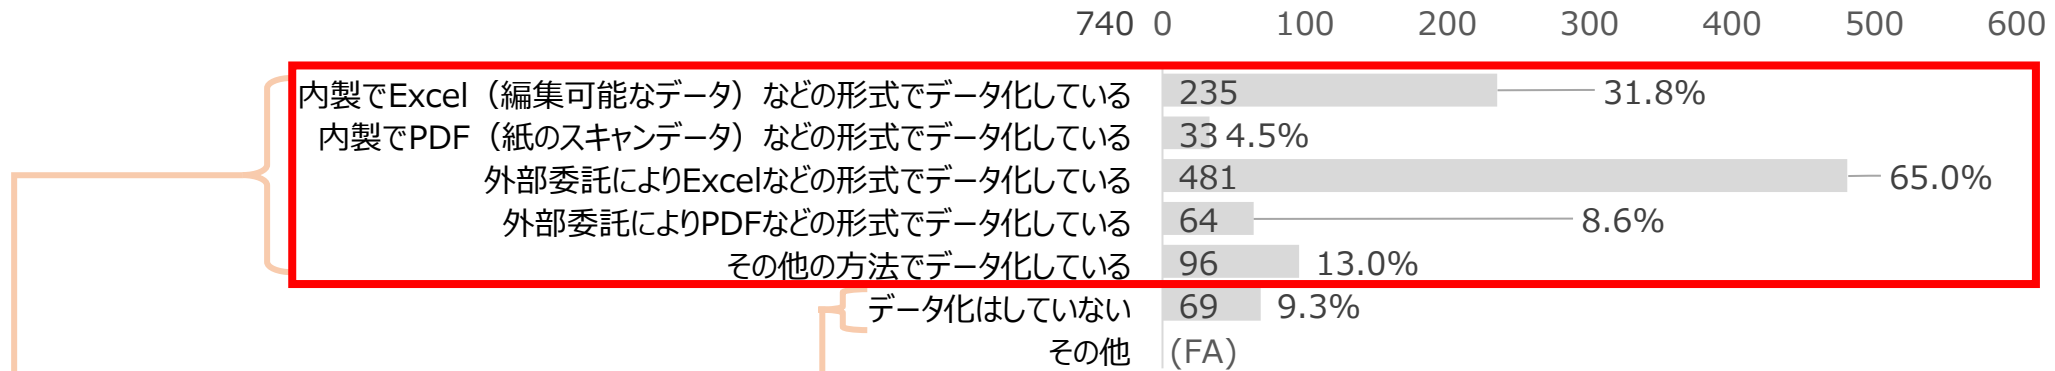 740 0 100 200 300 400 500 600
内製でExcel（編集可能なデータ）などの形式でデータ化している 235 31.8%
内製でPDF（紙のスキャンデータ）などの形式でデータ化している 33 4.5%
外部委託によりExcelなどの形式でデータ化している 481 65.0%
外部委託によりPDFなどの形式でデータ化している 64 8.6%
その他の方法でデータ化している 96 13.0%
データ化はしていない 69 9.3%
その他 (FA)